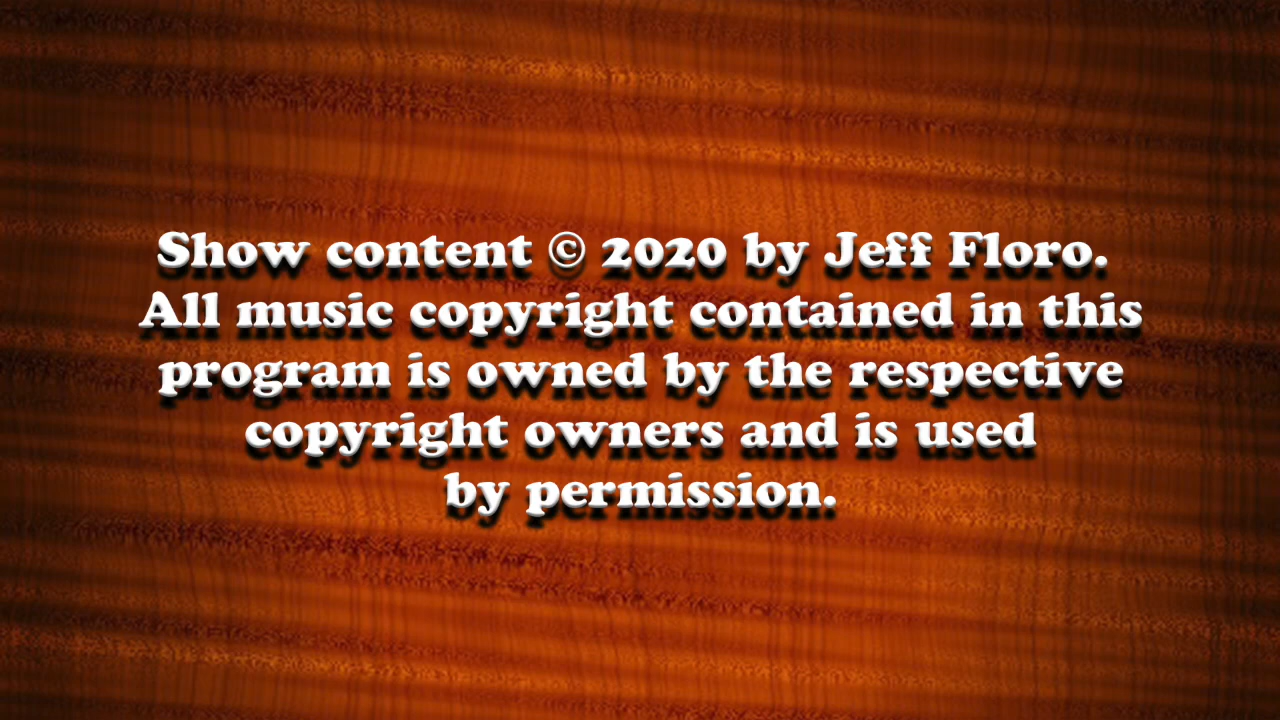 Show content © 2020 by Jeff Floro.
All music copyright contained in this
program is owned by the respective
copyright owners and is used
by permission.